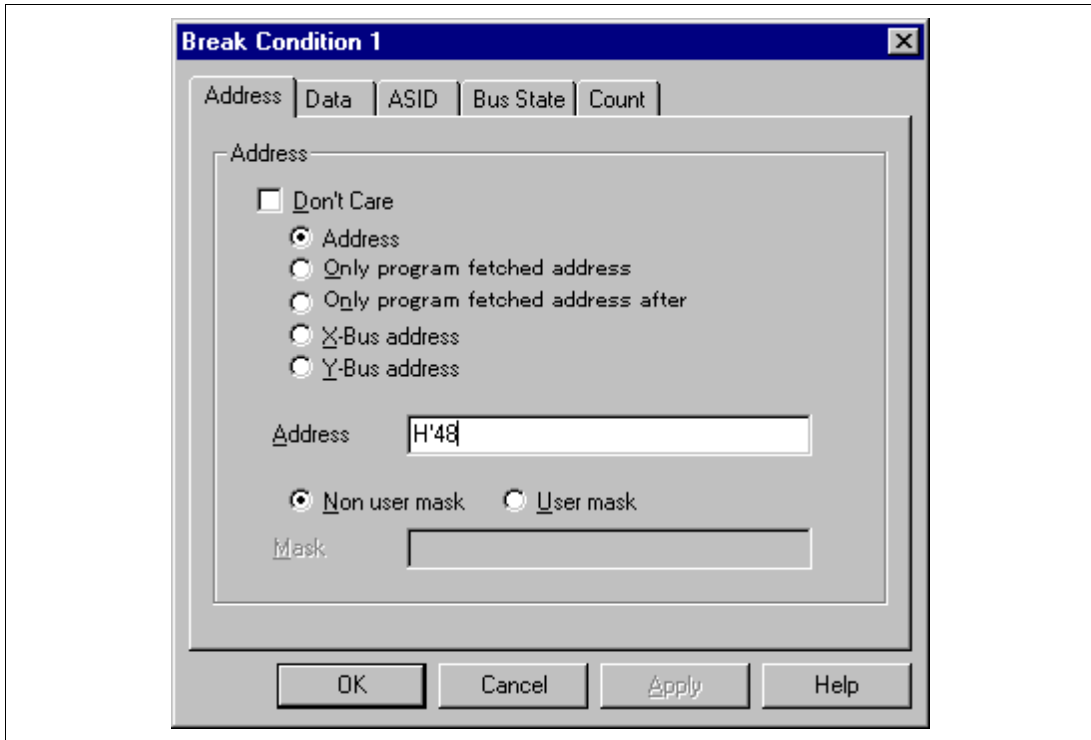 Break Condition 1
Address Data ASID Bus State Count
Address
Don't Care
Address
Only program fetched address
Only program fetched address after
X-Bus address
Y-Bus address
Address H'48
Non user mask User mask
Mask
OK Cancel Apply Help